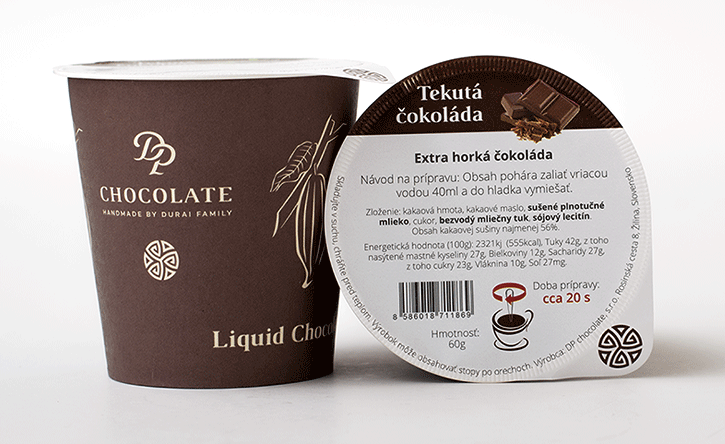 DP
CHOCOLATE
HANDMADE BY DURAI FAMILY
Liquid Chocol
Tekutá
čokoláda
Extra horká čokoláda
Návod na prípravu: Obsah pohára zaliať vriacou
vodou 40ml a do hladka vymiešať.
Zloženie: kakaová hmota, kakaové maslo, sušené plnotučné
mlieko, cukor, bezvodý mliečny tuk, sójový lecitín.
Obsah kakaovej sušiny najmenej 56%.
Energetická hodnota (100g): 2321kj (555kcal), Tuky 42g, z toho
nasýtené mastné kyseliny 27g, Bielkoviny 12g, Sacharidy 27g,
z toho cukry 23g, Vláknina 10g, Soľ 27mg.
8 586018 711869
Hmotnosť:
60g
Doba prípravy:
cca 20 s
Skladujte v suchu, chráňte pred teplom. Výrobok môže obsahovať stopy po orechoch. Výrobca: DP chocolate, s.r.o. Rosinská cesta 8, Žilina, Slovensko